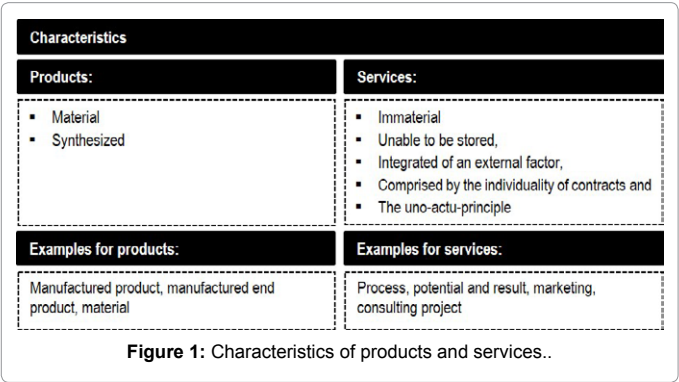 Characteristics
Products:
▪ Material
▪ Synthesized
Services:
▪ Immaterial
▪ Unable to be stored,
▪ Integrated of an external factor,
▪ Comprised by the individuality of contracts and
▪ The uno-actu-principle
Examples for products:
Manufactured product, manufactured end
product, material
Examples for services:
Process, potential and result, marketing,
consulting project
Figure 1: Characteristics of products and services..